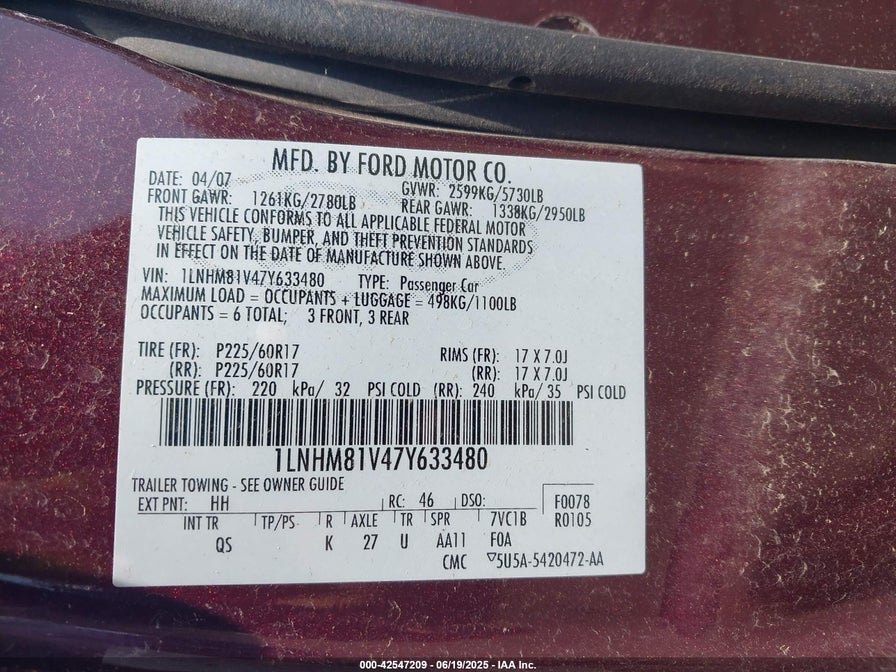 MFD. BY FORD MOTOR CO.
DATE: 04/07 GVWR: 2599KG/5730LB
FRONT GAWR: 1261KG/2780LB REAR GAWR: 1338KG/2950LB
THIS VEHICLE CONFORMS TO ALL APPLICABLE FEDERAL MOTOR
VEHICLE SAFETY, BUMPER, AND THEFT PREVENTION STANDARDS
IN EFFECT ON THE DATE OF MANUFACTURE SHOWN ABOVE.
VIN: 1LNHM81V47Y633480 TYPE: Passenger Car
MAXIMUM LOAD = OCCUPANTS + LUGGAGE = 498KG/1100LB
OCCUPANTS = 6 TOTAL; 3 FRONT, 3 REAR
TIRE (FR): P225/60R17 RIMS (FR): 17 X 7.0J
(RR): P225/60R17 (RR): 17 X 7.0J
PRESSURE (FR): 220 kPa/ 32 PSI COLD (RR): 240 kPa/ 35 PSI COLD
1LNHM81V47Y633480
TRAILER TOWING - SEE OWNER GUIDE
EXT PNT: HH RC: 46 DSO: F0078
INT TR TP/PS R AXLE TR SPR 7VC1B R0105
QS K 27 U AA11 F0A
CMC ▽5U5A-5420472-AA
000-42547209 - 06/19/2025 - IAA Inc.